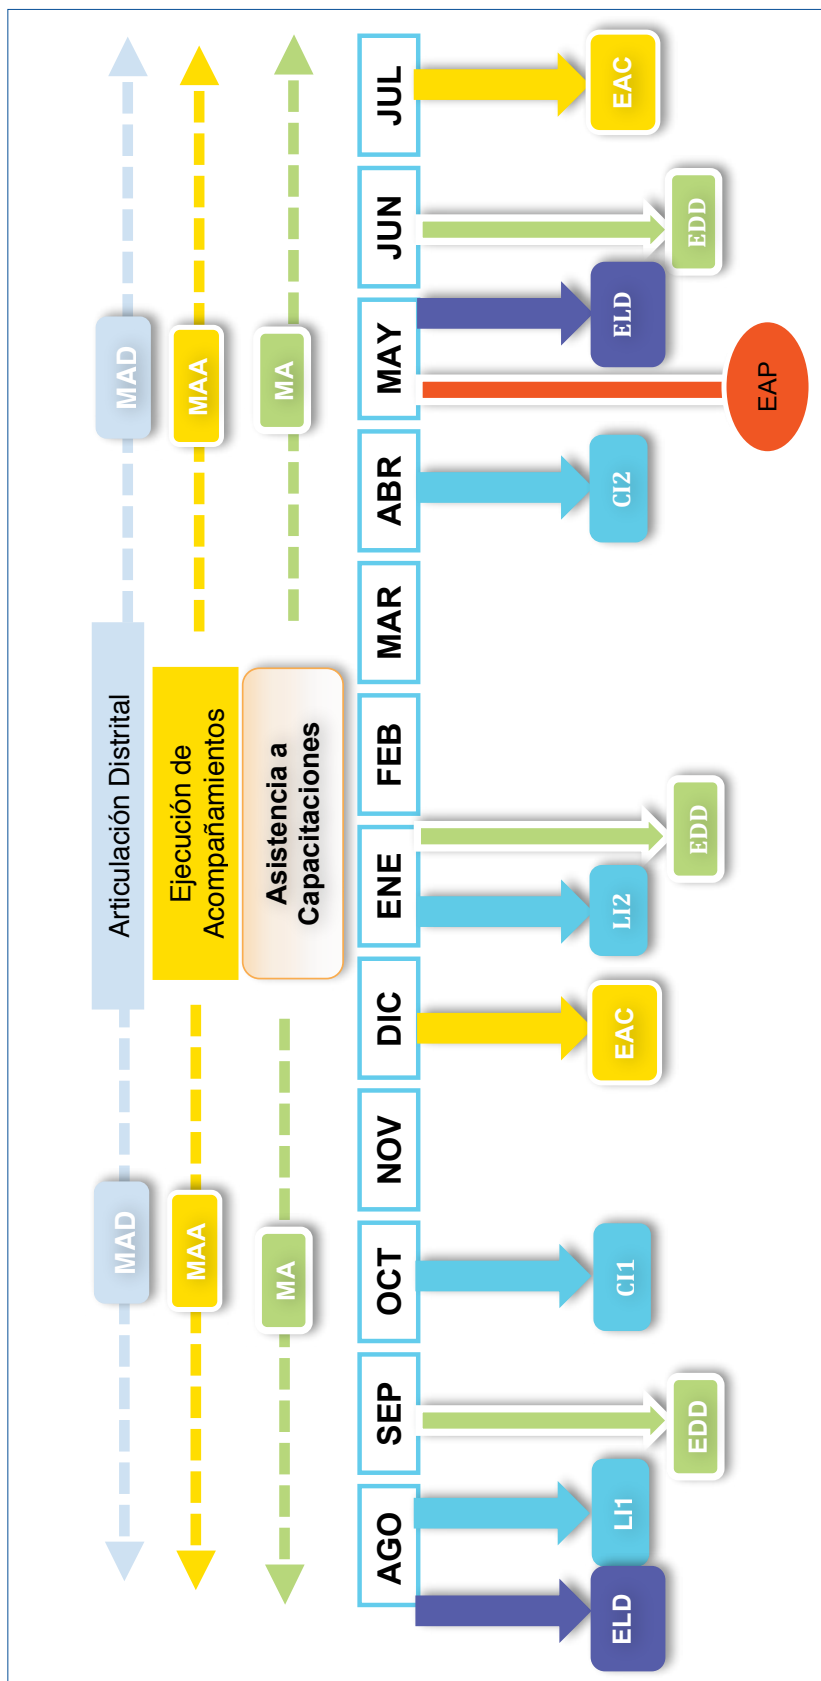 Articulación Distrital
MAD
MAD
Ejecución de
Acompañamientos
MAA
MAA
Asistencia a
Capacitaciones
MA
MA
AGO
SEP
OCT
NOV
DIC
ENE
FEB
MAR
ABR
MAY
JUN
JUL
ELD
LI1
CI1
EAC
LI2
CI2
ELD
EAC
EDD
EDD
EDD
EAP